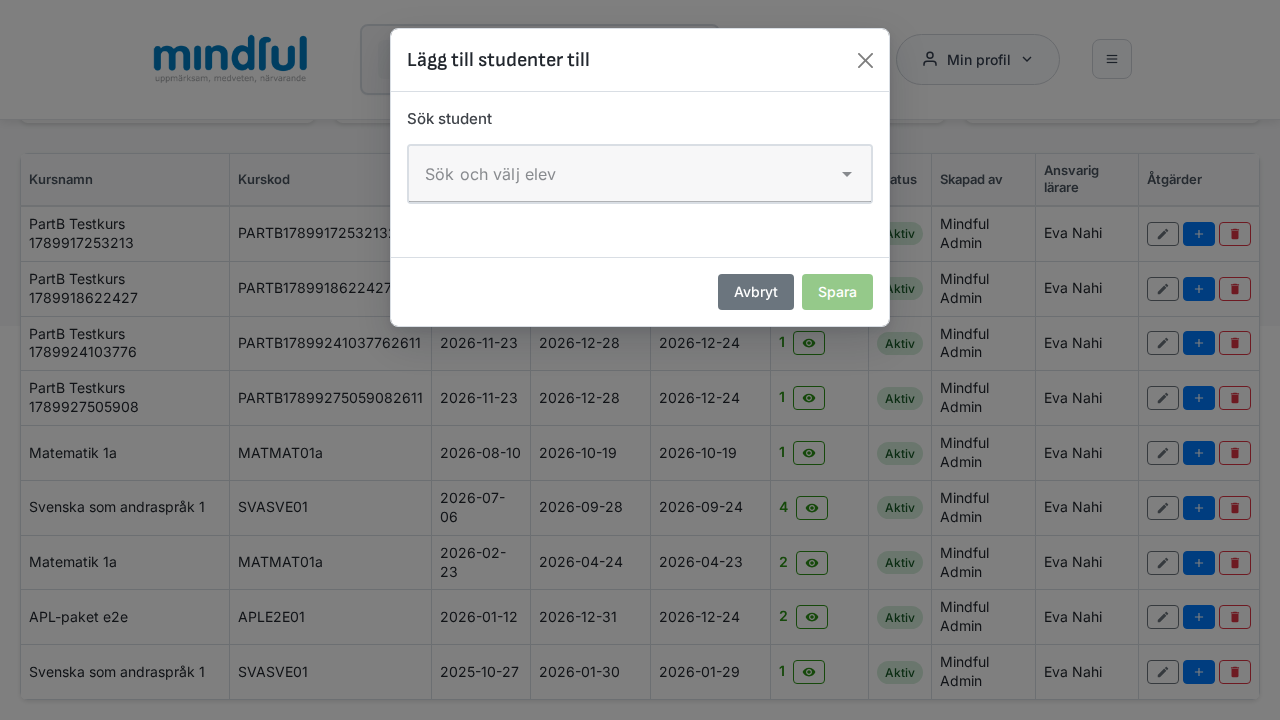 mindful
uppmärksam, medveten, närvarande
Min profil
Lägg till studenter till
Sök student
Sök och välj elev
Avbryt
Spara
Kursnamn
Kurskod
Skapad av
Ansvarig
lärare
Åtgärder
PartB Testkurs
1789917253213
PARTB1789917253213
Aktiv
Mindful
Admin
Eva Nahi
PartB Testkurs
1789918622427
PARTB1789918622427
Aktiv
Mindful
Admin
Eva Nahi
PartB Testkurs
1789924103776
PARTB17899241037762611
2026-11-23
2026-12-28
2026-12-24
1
Aktiv
Mindful
Admin
Eva Nahi
PartB Testkurs
1789927505908
PARTB17899275059082611
2026-11-23
2026-12-28
2026-12-24
1
Aktiv
Mindful
Admin
Eva Nahi
Matematik 1a
MATMAT01a
2026-08-10
2026-10-19
2026-10-19
1
Aktiv
Mindful
Admin
Eva Nahi
Svenska som andraspråk 1
SVASVE01
2026-07-
06
2026-09-28
2026-09-24
4
Aktiv
Mindful
Admin
Eva Nahi
Matematik 1a
MATMAT01a
2026-02-
23
2026-04-24
2026-04-23
2
Aktiv
Mindful
Admin
Eva Nahi
APL-paket e2e
APLE2E01
2026-01-12
2026-12-31
2026-12-24
2
Aktiv
Mindful
Admin
Eva Nahi
Svenska som andraspråk 1
SVASVE01
2025-10-27
2026-01-30
2026-01-29
1
Aktiv
Mindful
Admin
Eva Nahi